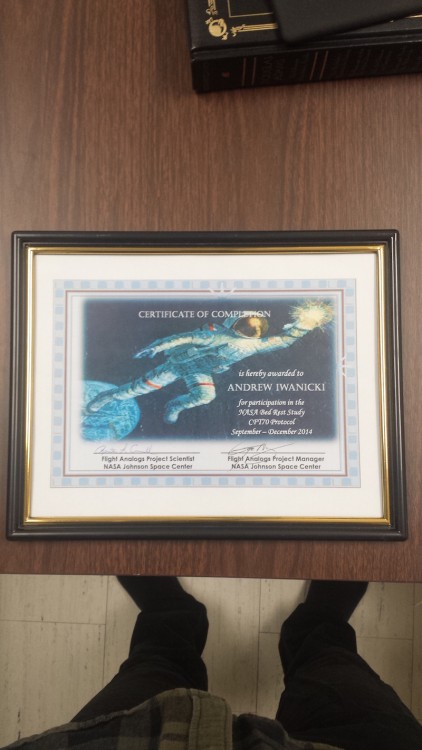 CERTIFICATE OF COMPLETION
is hereby awarded to
ANDREW IWANICKI
for participation in the
NASA Bed Rest Study
CFT70 Protocol
September – December 2014
Flight Analogs Project Scientist
NASA Johnson Space Center
Flight Analogs Project Manager
NASA Johnson Space Center